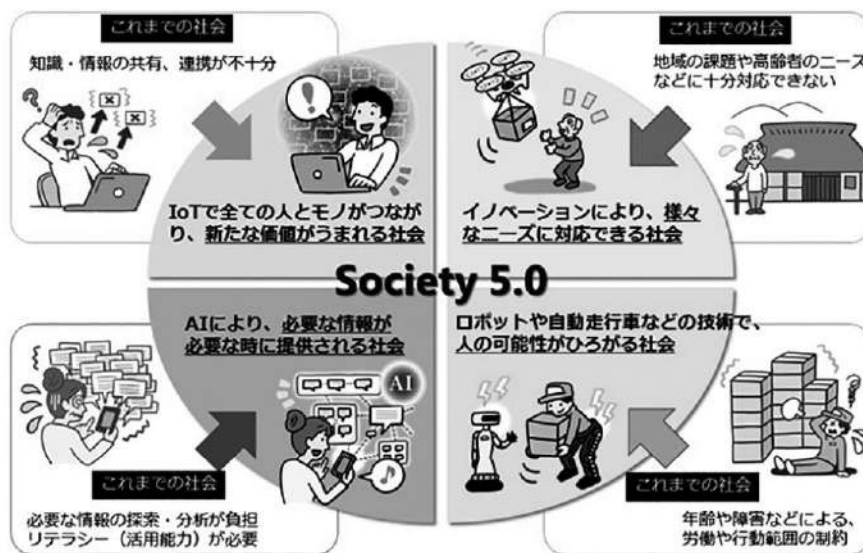 これまでの社会
知識・情報の共有、連携が不十分
IoTで全ての人とモノがつなが
り、新たな価値がうまれる社会
これまでの社会
地域の課題や高齢者のニーズ
などに十分対応できない
イノベーションにより、様々
なニーズに対応できる社会
Society 5.0
AIにより、必要な情報が
必要な時に提供される社会
AI
これまでの社会
必要な情報の探索・分析が負担
リテラシー（活用能力）が必要
ロボットや自動走行車などの技術で、
人の可能性がひろがる社会
これまでの社会
年齢や障害などによる、
労働や行動範囲の制約